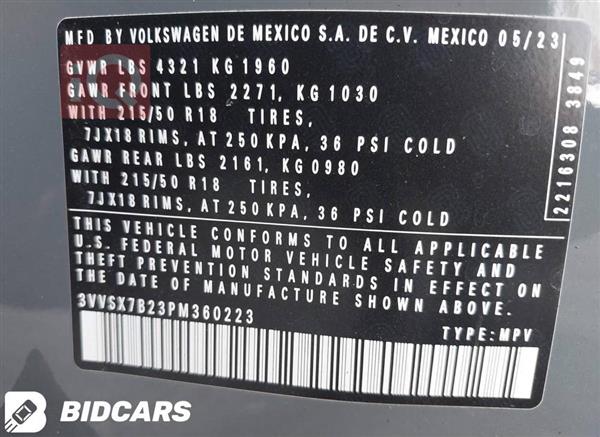 MFD BY VOLKSWAGEN DE MEXICO S.A. DE C.V. MEXICO 05/23
GVWR LBS 4321 KG 1960
GAWR FRONT LBS 2271, KG 1030
WITH 215/50 R18 TIRES,
7JX18 RIMS, AT 250 KPA, 36 PSI COLD
GAWR REAR LBS 2161, KG 0980
WITH 215/50 R18 TIRES,
7JX18 RIMS, AT 250 KPA, 36 PSI COLD
THIS VEHICLE CONFORMS TO ALL APPLICABLE
U.S. FEDERAL MOTOR VEHICLE SAFETY AND
THEFT PREVENTION STANDARDS IN EFFECT ON
THE DATE OF MANUFACTURE SHOWN ABOVE.
3VVSX7B23PM360223
TYPE: MPV
2216308 3849
iQ
BIDCARS